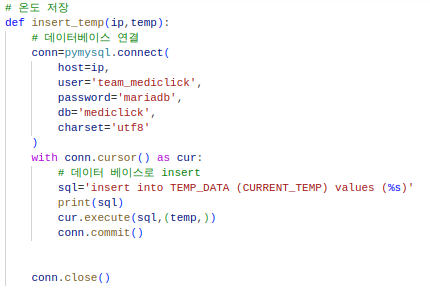 # 온도 저장
def insert_temp(ip,temp):
    # 데이터베이스 연결
    conn=pymysql.connect(
        host=ip,
        user='team_mediclick',
        password='mariadb',
        db='mediclick',
        charset='utf8'
    )
    with conn.cursor() as cur:
        # 데이터 베이스로 insert
        sql='insert into TEMP_DATA (CURRENT_TEMP) values (%s)'
        print(sql)
        cur.execute(sql,(temp,))
        conn.commit()
    conn.close()